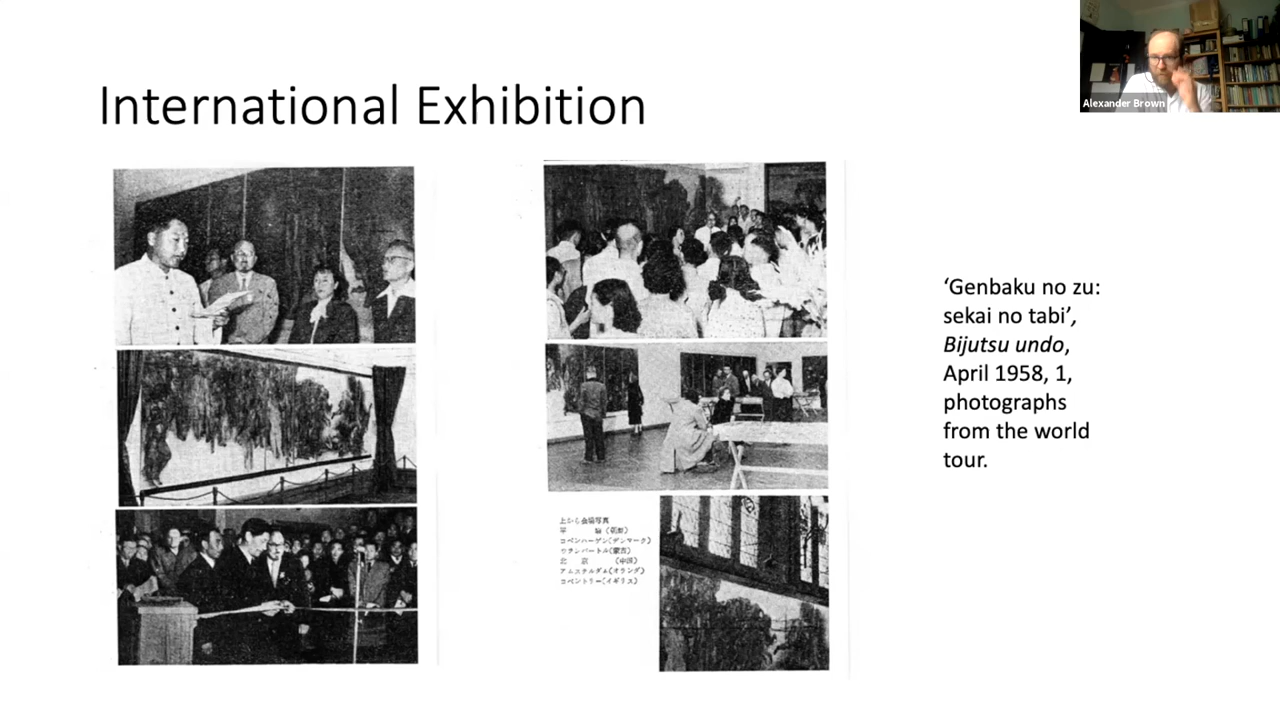 International Exhibition
Alexander Brown
上から会場写真
平 壌(朝鮮)
コペンハーゲン(デンマーク)
ウランバートル(蒙古)
北 京 (中国)
アムステルダム(オランダ)
コペントリー(イギリス)
‘Genbaku no zu:
sekai no tabi’,
Bijutsu undo,
April 1958, 1,
photographs
from the world
tour.